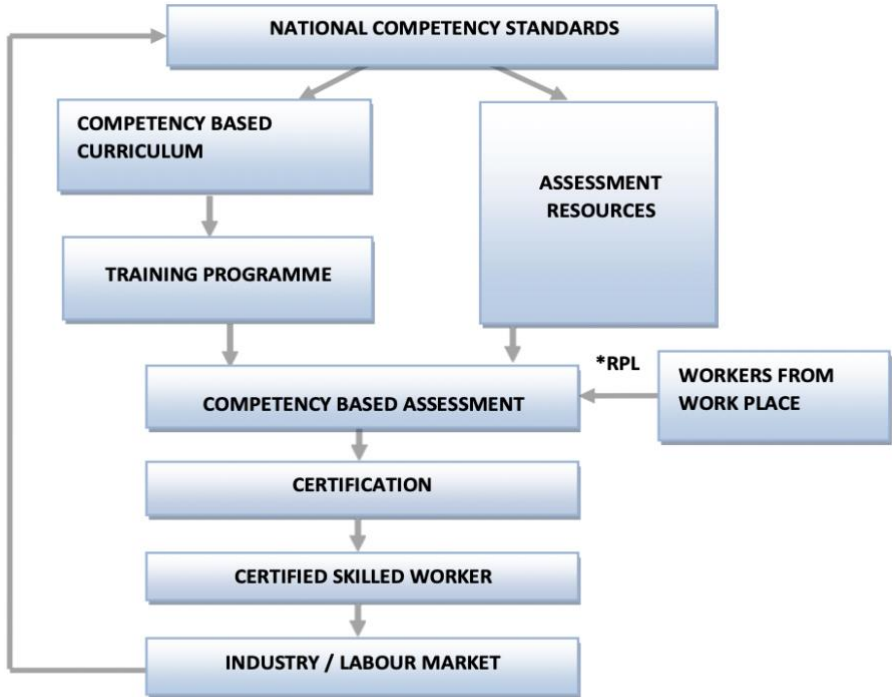 NATIONAL COMPETENCY STANDARDS
COMPETENCY BASED
CURRICULUM
ASSESSMENT
RESOURCES
TRAINING PROGRAMME
*RPL
WORKERS FROM
WORK PLACE
COMPETENCY BASED ASSESSMENT
CERTIFICATION
CERTIFIED SKILLED WORKER
INDUSTRY / LABOUR MARKET